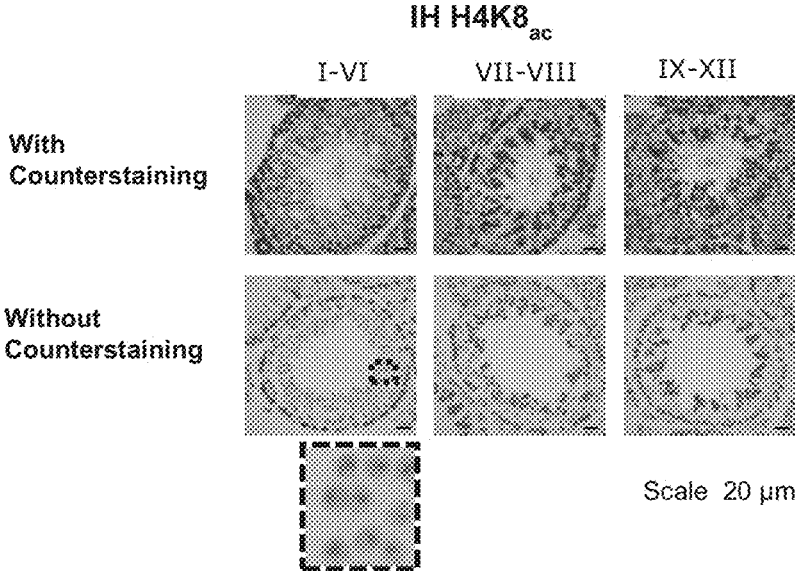 IH H4K8ac
I-VI VII-VIII IX-XII
With
Counterstaining
Without
Counterstaining
Scale 20 µm